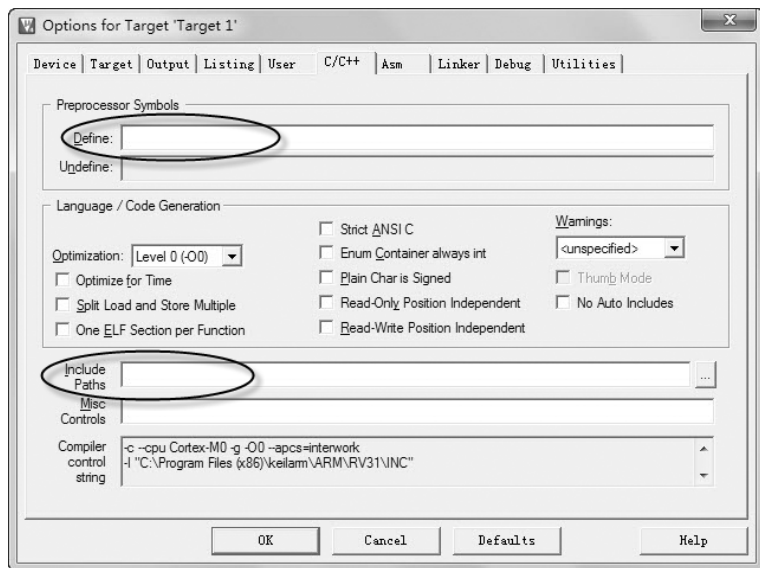 Options for Target 'Target 1'
x
Device Target Output Listing User C/C++ Asm Linker Debug Utilities
Preprocessor Symbols
Define:
Undefine:
Language / Code Generation
Strict ANSI C
Warnings:
Optimization: Level 0 (-O0)
Enum Container always int
<unspecified>
Optimize for Time
Plain Char is Signed
Thumb Mode
Split Load and Store Multiple
Read-Only Position Independent
No Auto Includes
One ELF Section per Function
Read-Write Position Independent
Include
Paths
...
Misc
Controls
Compiler
control
string
-c --cpu Cortex-M0 -g -O0 --apcs=interwork
-I "C:\Program Files (x86)\keilarm\ARM\RV31\INC"
OK Cancel Defaults Help